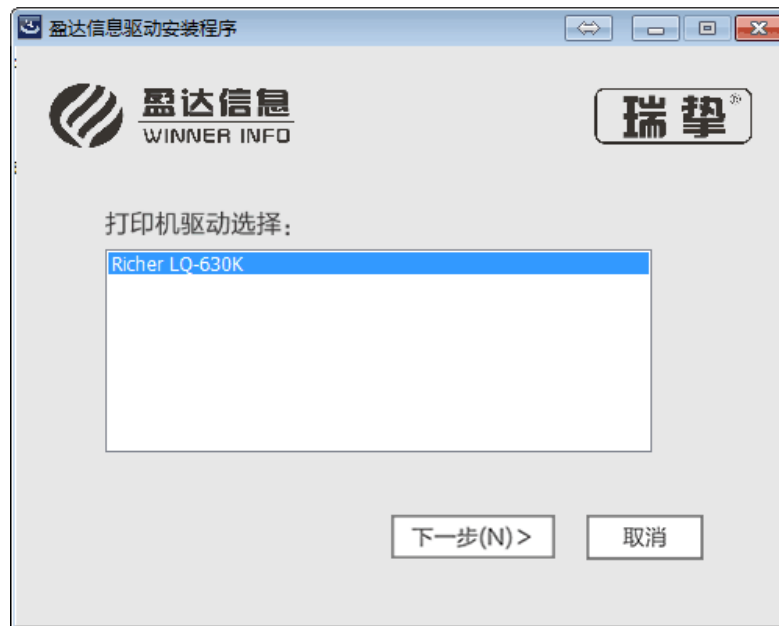 盈达信息驱动安装程序
盈达信息
WINNER INFO
瑞挚®
打印机驱动选择：
Richer LQ-630K
下一步(N) >
取消